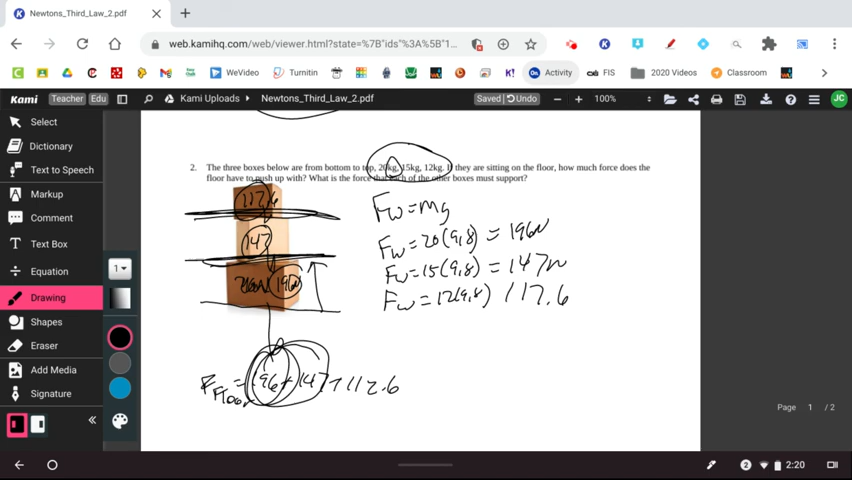 Newtons_Third_Law_2.pdf
web.kamihq.com/web/viewer.html?state="%7B"ids"%3A%5B"1...
WeVideo Turnitin Activity FIS 2020 Videos Classroom
Kami Teacher Edu Kami Uploads > Newtons_Third_Law_2.pdf Saved Undo 100% JC
Select
Dictionary
Text to Speech
Markup
Comment
Text Box
Equation
Drawing
Shapes
Eraser
Add Media
Signature
1
2. The three boxes below are from bottom to top, 20kg, 15kg, 12kg. If they are sitting on the floor, how much force does the
floor have to push up with? What is the force that each of the other boxes must support?
117.6
147
196N
Fw=mg
Fw=20(9.8) = 196N
Fw=15(9.8) = 147N
Fw=12(9.8) 117.6
FFloor=196+147+112.6
Page 1 / 2
2 2:20